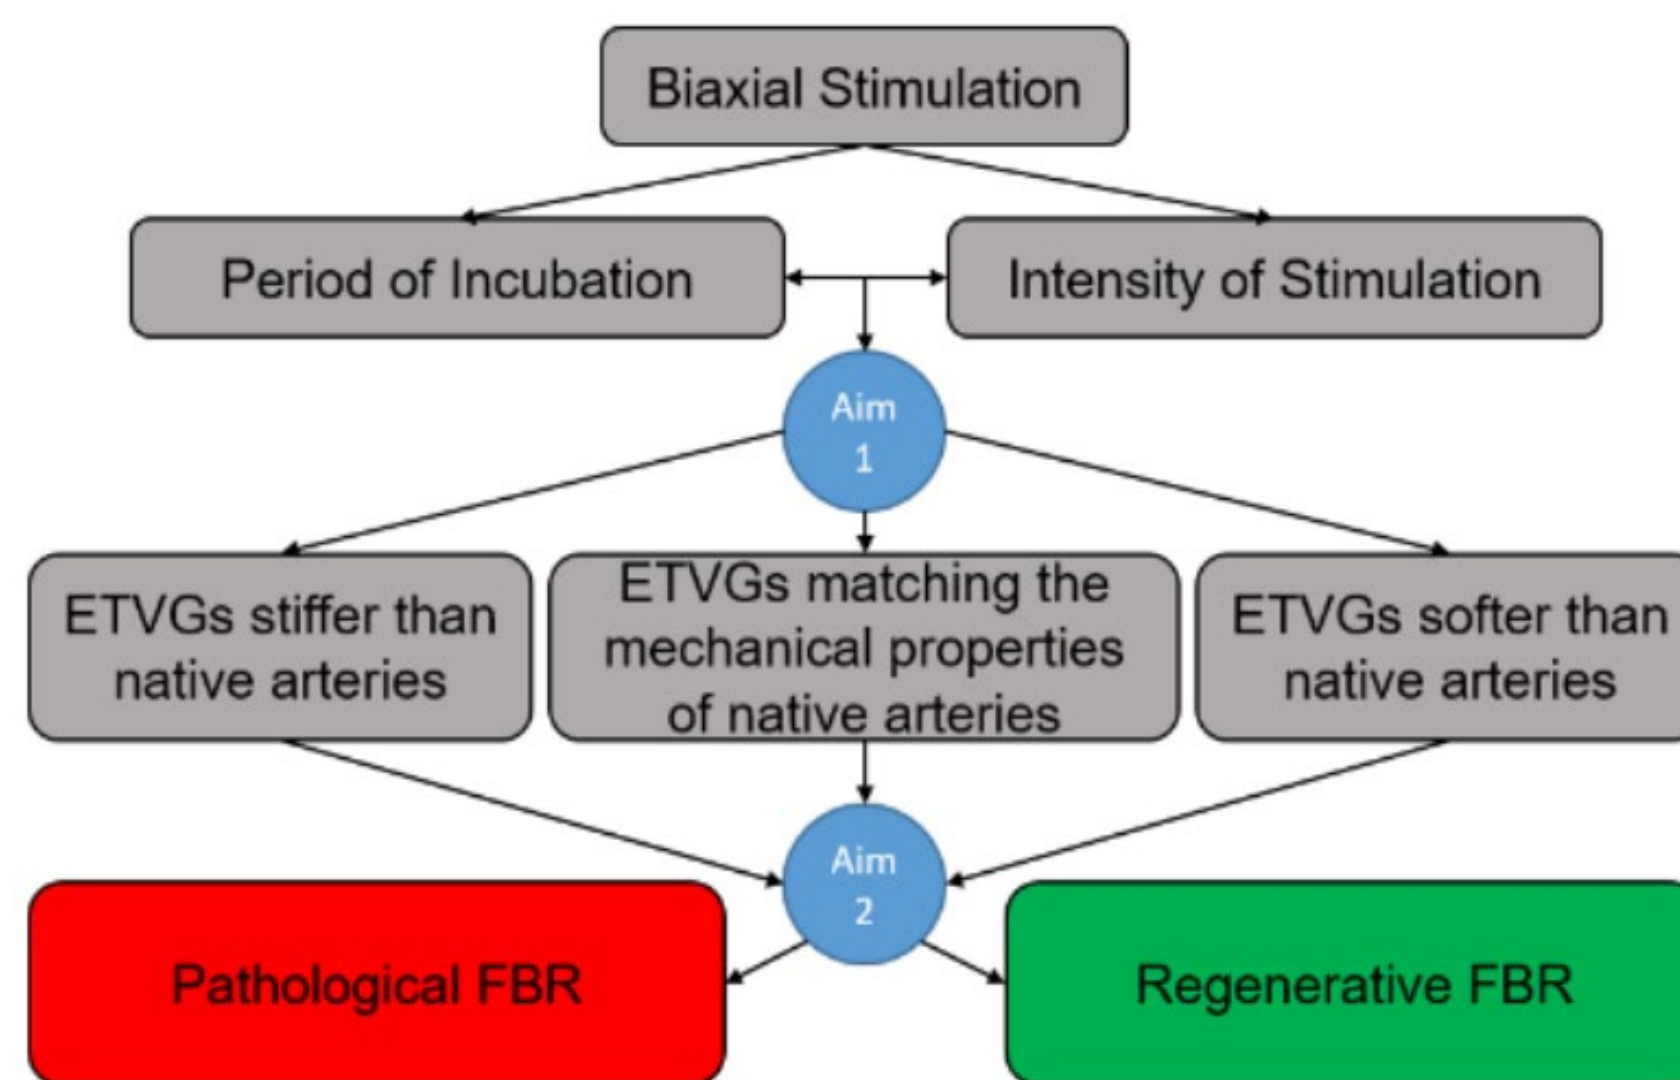 Biaxial Stimulation
Period of Incubation
Intensity of Stimulation
Aim
1
ETVGs stiffer than
native arteries
ETVGs matching the
mechanical properties
of native arteries
ETVGs softer than
native arteries
Aim
2
Pathological FBR
Regenerative FBR